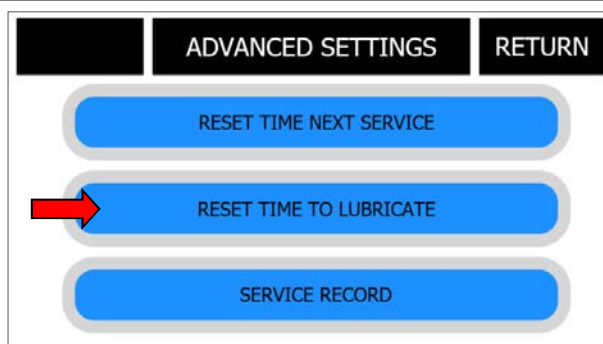 ADVANCED SETTINGS RETURN
RESET TIME NEXT SERVICE
RESET TIME TO LUBRICATE
SERVICE RECORD